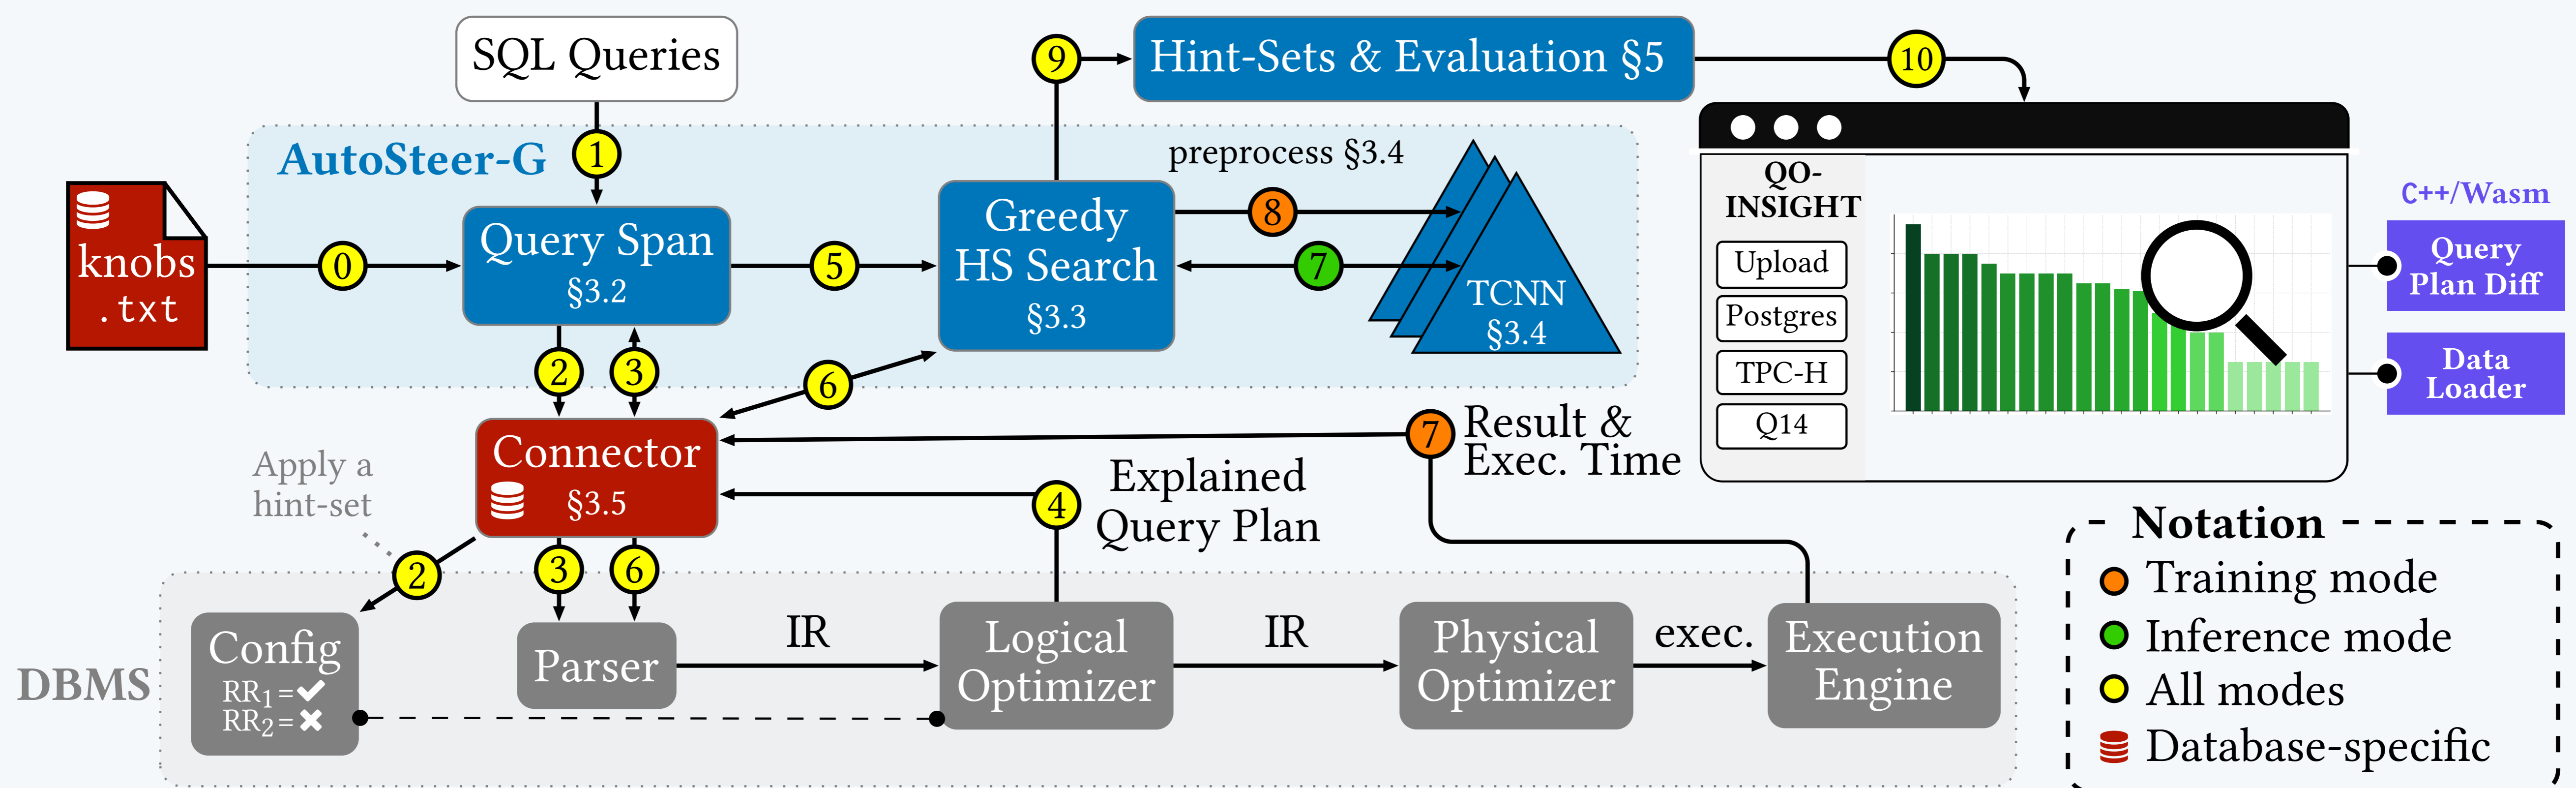 SQL Queries
9
Hint-Sets & Evaluation §5
10
AutoSteer-G
1
preprocess §3.4
knobs
.txt
0
Query Span
§3.2
5
Greedy
HS Search
§3.3
8
7
TCNN
§3.4
QO-
INSIGHT
Upload
Postgres
TPC-H
Q14
C++/Wasm
Query
Plan Diff
Data
Loader
2
3
6
Connector
§3.5
7
Result &
Exec. Time
Explained
Query Plan
4
Apply a
hint-set
2
3
6
DBMS
Config
RR1=✔
RR2=✖
Parser
IR
Logical
Optimizer
IR
Physical
Optimizer
exec.
Execution
Engine
Notation
Training mode
Inference mode
All modes
Database-specific